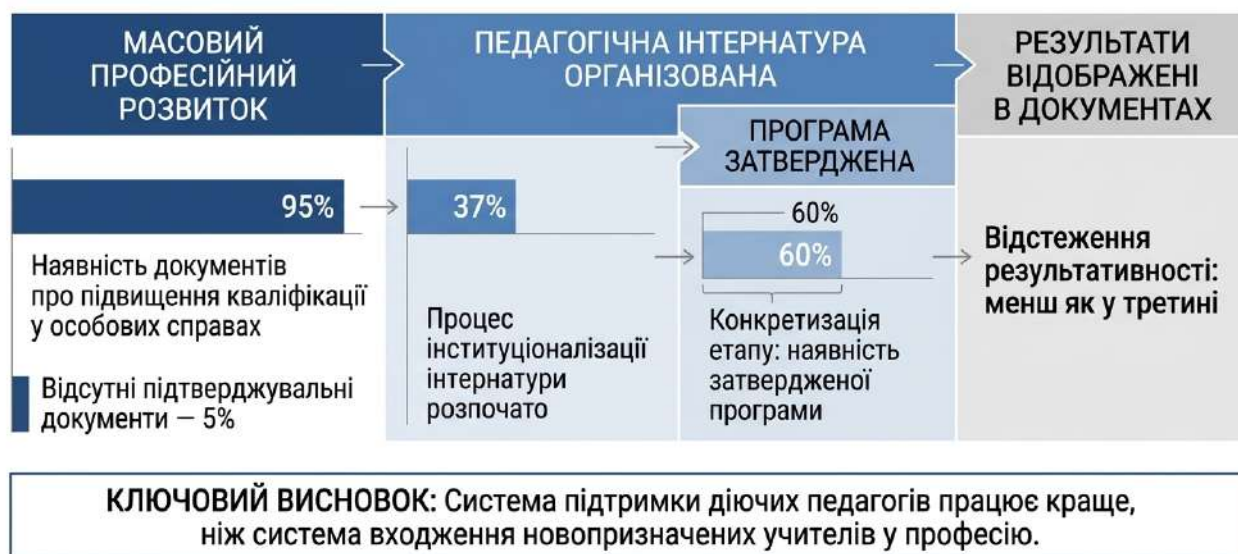 МАСОВИЙ
ПРОФЕСІЙНИЙ
РОЗВИТОК
95%
Наявність документів
про підвищення кваліфікації
у особових справах
Відсутні підтверджувальні
документи — 5%
ПЕДАГОГІЧНА ІНТЕРНАТУРА
ОРГАНІЗОВАНА
37%
Процес
інституціоналізації
інтернатури
розпочато
ПРОГРАМА
ЗАТВЕРДЖЕНА
60%
60%
Конкретизація
етапу: наявність
затвердженої
програми
РЕЗУЛЬТАТИ
ВІДОБРАЖЕНІ
В ДОКУМЕНТАХ
Відстеження
результативності:
менш як у третині
КЛЮЧОВИЙ ВИСНОВОК: Система підтримки діючих педагогів працює краще,
ніж система входження новопризначених учителів у професію.